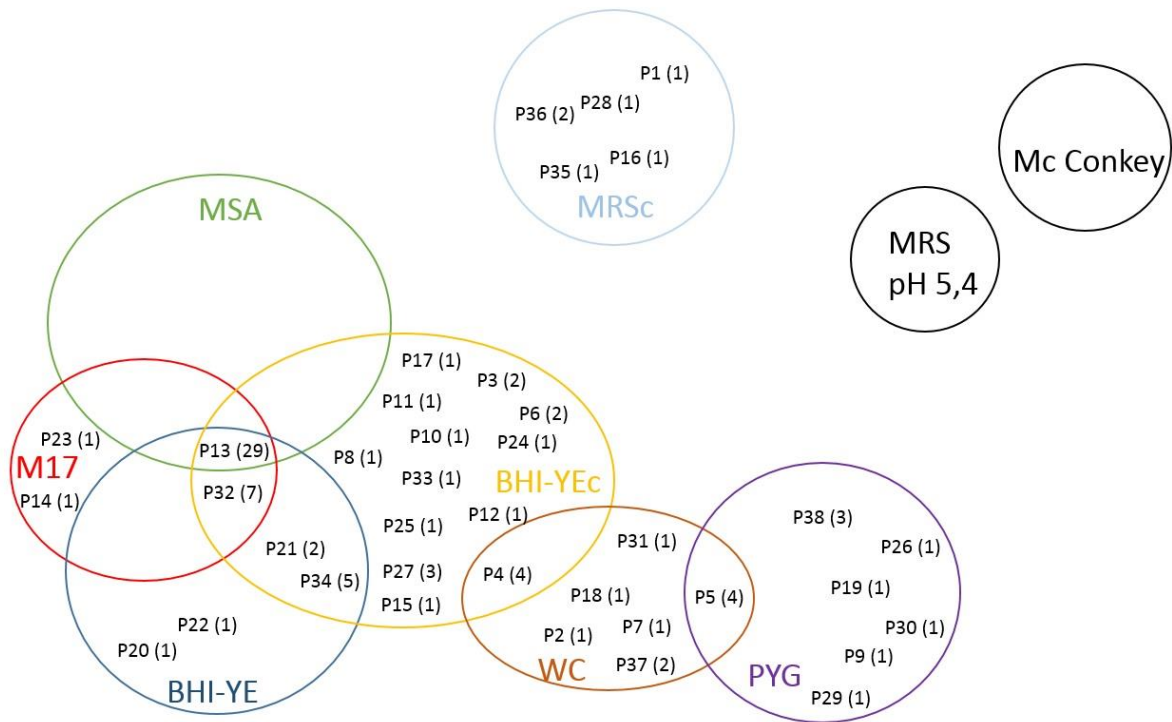 P1 (1)
P36 (2)
P28 (1)
P35 (1)
P16 (1)
MRSc
Mc Conkey
MRS
pH 5,4
MSA
P17 (1)
P3 (2)
P11 (1)
P6 (2)
P10 (1)
P24 (1)
P8 (1)
P33 (1)
BHI-YEc
P25 (1)
P12 (1)
P27 (3)
P15 (1)
P23 (1)
M17
P14 (1)
P13 (29)
P32 (7)
P21 (2)
P34 (5)
P22 (1)
P20 (1)
BHI-YE
P4 (4)
P31 (1)
P18 (1)
P2 (1)
P7 (1)
P37 (2)
WC
P5 (4)
P38 (3)
P26 (1)
P19 (1)
P30 (1)
P9 (1)
PYG
P29 (1)